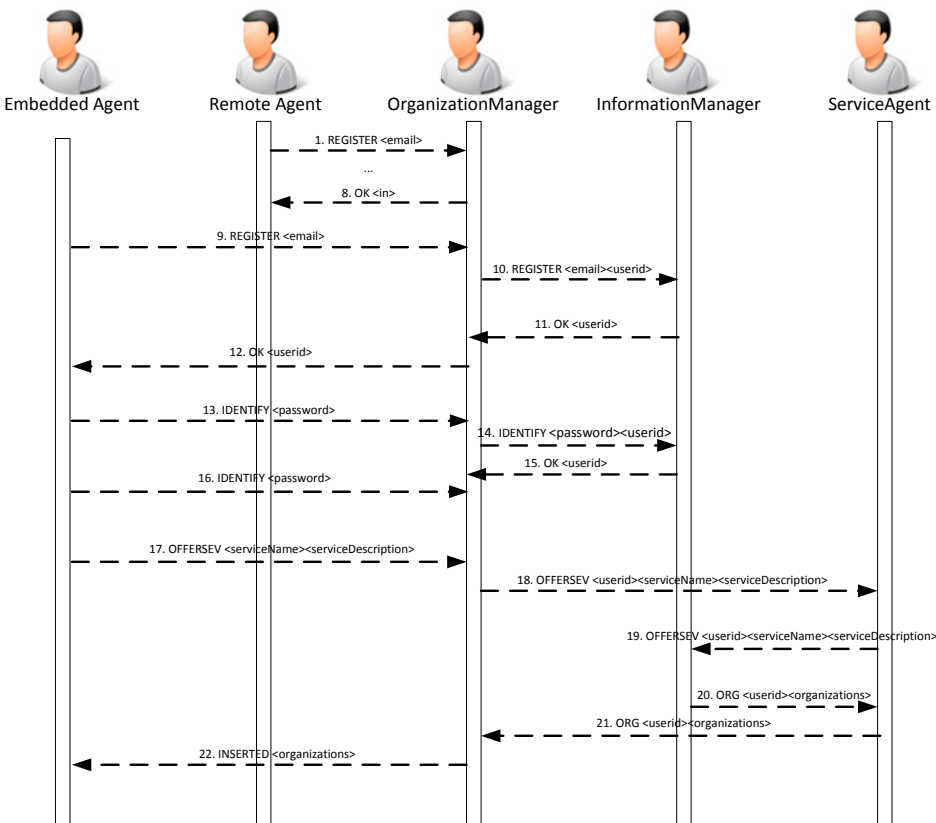 Embedded Agent
Remote Agent
OrganizationManager
InformationManager
ServiceAgent
1. REGISTER <email>
...
8. OK <in>
9. REGISTER <email>
10. REGISTER <email><userid>
11. OK <userid>
12. OK <userid>
13. IDENTIFY <password>
14. IDENTIFY <password><userid>
15. OK <userid>
16. IDENTIFY <password>
17. OFFERSEV <serviceName><serviceDescription>
18. OFFERSEV <userid><serviceName><serviceDescription>
19. OFFERSEV <userid><serviceName><serviceDescription>
20. ORG <userid><organizations>
21. ORG <userid><organizations>
22. INSERTED <organizations>